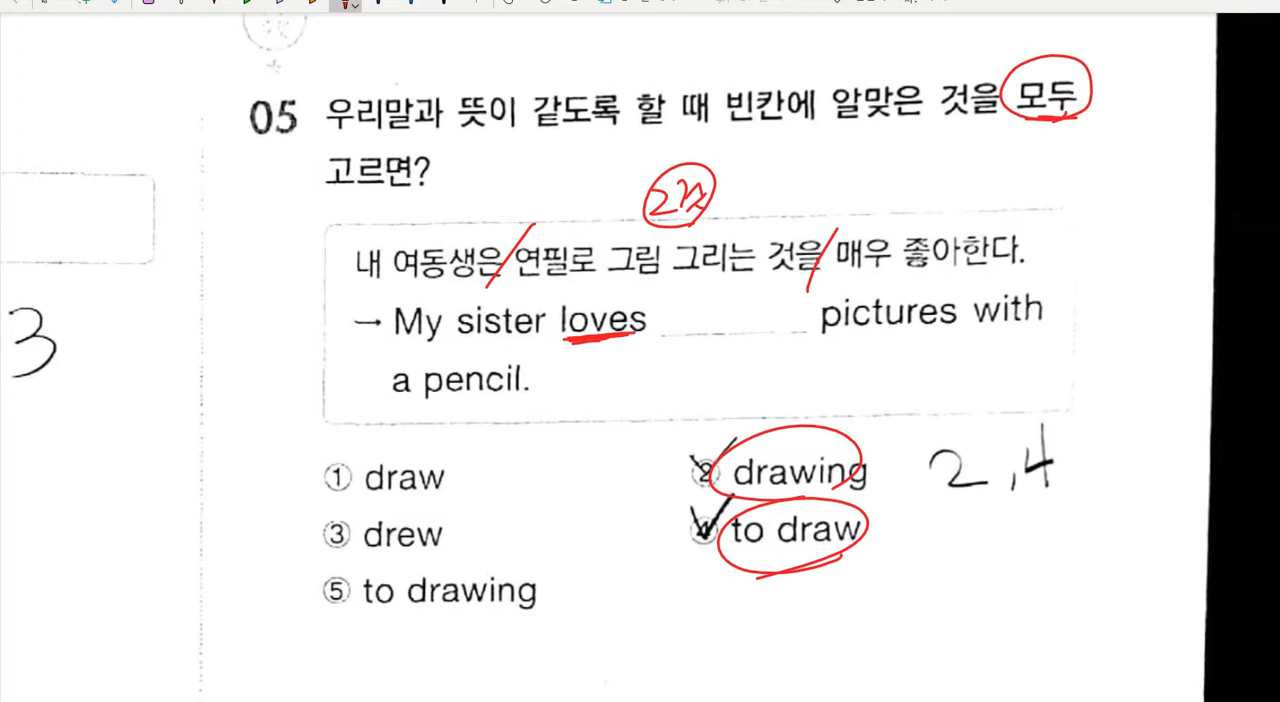 05 우리말과 뜻이 같도록 할 때 빈칸에 알맞은 것을 모두
고르면?
2개
내 여동생은 연필로 그림 그리는 것을 매우 좋아한다.
→ My sister loves ________ pictures with
a pencil.
3
① draw
② drawing
2, 4
③ drew
④ to draw
⑤ to drawing